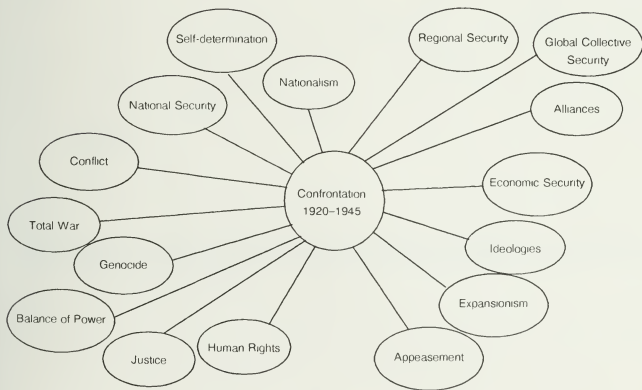 Self-determination
Regional Security
Global Collective
Security
Nationalism
National Security
Alliances
Conflict
Economic Security
Confrontation
1920–1945
Total War
Ideologies
Genocide
Expansionism
Balance of Power
Justice
Human Rights
Appeasement